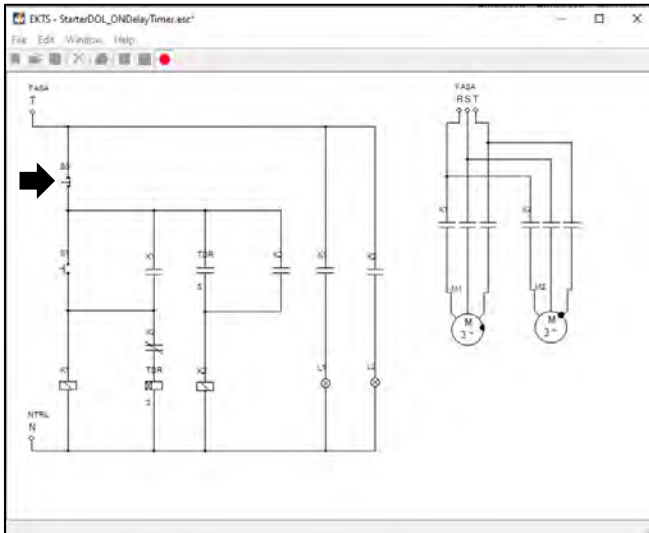 EKTS - StarterDOL_ONDelayTimer.esc*
File Edit Window Help
FASA
T
FASA
R S T
S0
S1
K1
TDR
K2
K1
K2
K1
K2
M1
M2
M
3 ~
M
3 ~
K1
TDR
K2
L1
L2
NTRL
N